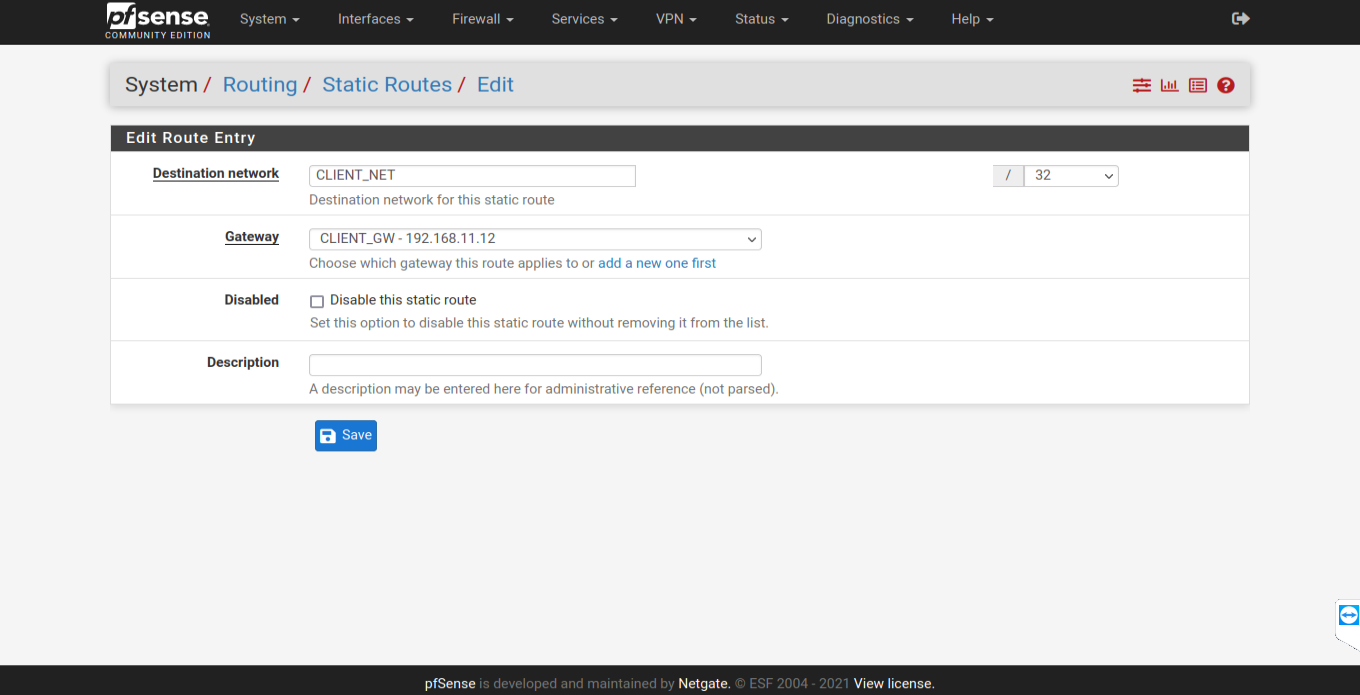 pfsense System Interfaces Firewall Services VPN Status Diagnostics Help
COMMUNITY EDITION
System / Routing / Static Routes / Edit
Edit Route Entry
Destination network CLIENT_NET / 32
Destination network for this static route
Gateway CLIENT_GW - 192.168.11.12
Choose which gateway this route applies to or add a new one first
Disabled Disable this static route
Set this option to disable this static route without removing it from the list.
Description
A description may be entered here for administrative reference (not parsed).
Save
pfSense is developed and maintained by Netgate. © ESF 2004 - 2021 View license.